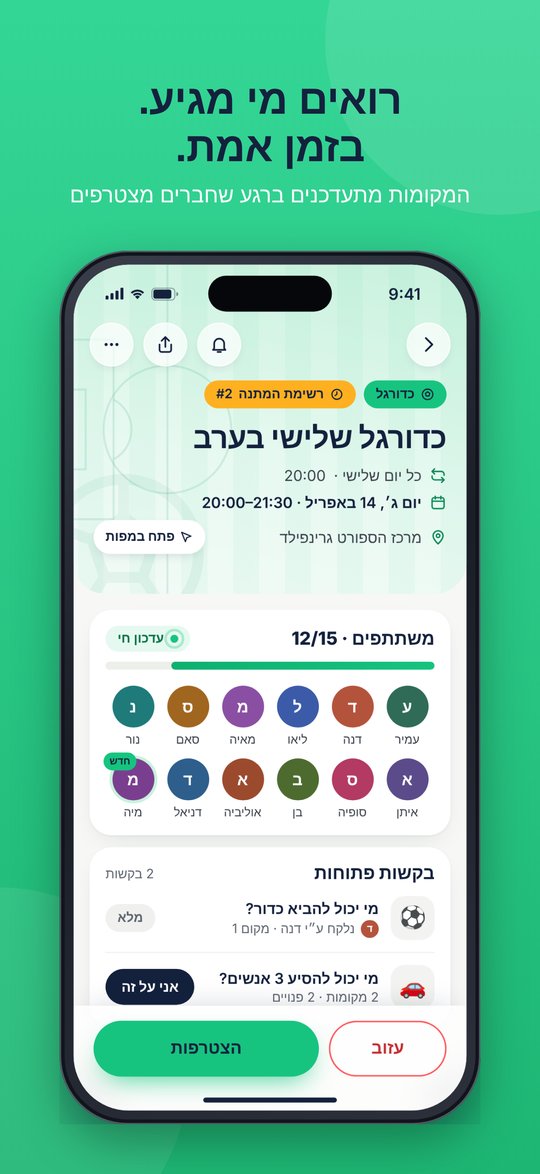 רואים מי מגיע.
בזמן אמת.
המקומות מתעדכנים ברגע שחברים מצטרפים
9:41
כדורגל
רשימת המתנה #2
כדורגל שלישי בערב
כל יום שלישי · 20:00
יום ג׳, 14 באפריל · 20:00–21:30
מרכז הספורט גרינפילד
פתח במפות
משתתפים · 12/15
עדכון חי
ע ד ל מ ס נ
עמיר דנה ליאו מאיה סאם נור
חדש
א ס ב א ד מ
איתן סופיה בן אוליביה דניאל מיה
בקשות פתוחות
2 בקשות
מי יכול להביא כדור?
ד נלקח ע״י דנה · מקום 1
מלא
מי יכול להסיע 3 אנשים?
2 מקומות · 2 פנויים
אני על זה
עזוב
הצטרפות